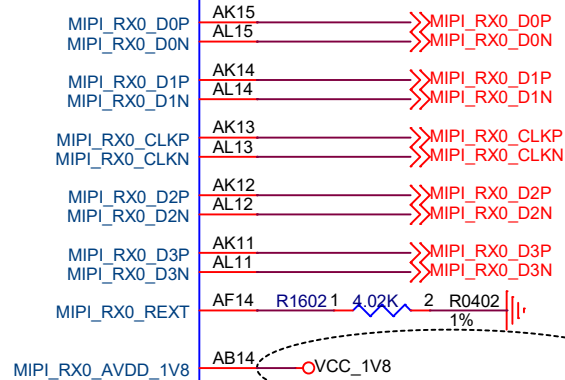 MIPI_RX0_D0P AK15 MIPI_RX0_D0P
MIPI_RX0_D0N AL15 MIPI_RX0_D0N
MIPI_RX0_D1P AK14 MIPI_RX0_D1P
MIPI_RX0_D1N AL14 MIPI_RX0_D1N
MIPI_RX0_CLKP AK13 MIPI_RX0_CLKP
MIPI_RX0_CLKN AL13 MIPI_RX0_CLKN
MIPI_RX0_D2P AK12 MIPI_RX0_D2P
MIPI_RX0_D2N AL12 MIPI_RX0_D2N
MIPI_RX0_D3P AK11 MIPI_RX0_D3P
MIPI_RX0_D3N AL11 MIPI_RX0_D3N
MIPI_RX0_REXT AF14 R1602 1 4.02K 2 R0402
1%
MIPI_RX0_AVDD_1V8 AB14 VCC_1V8